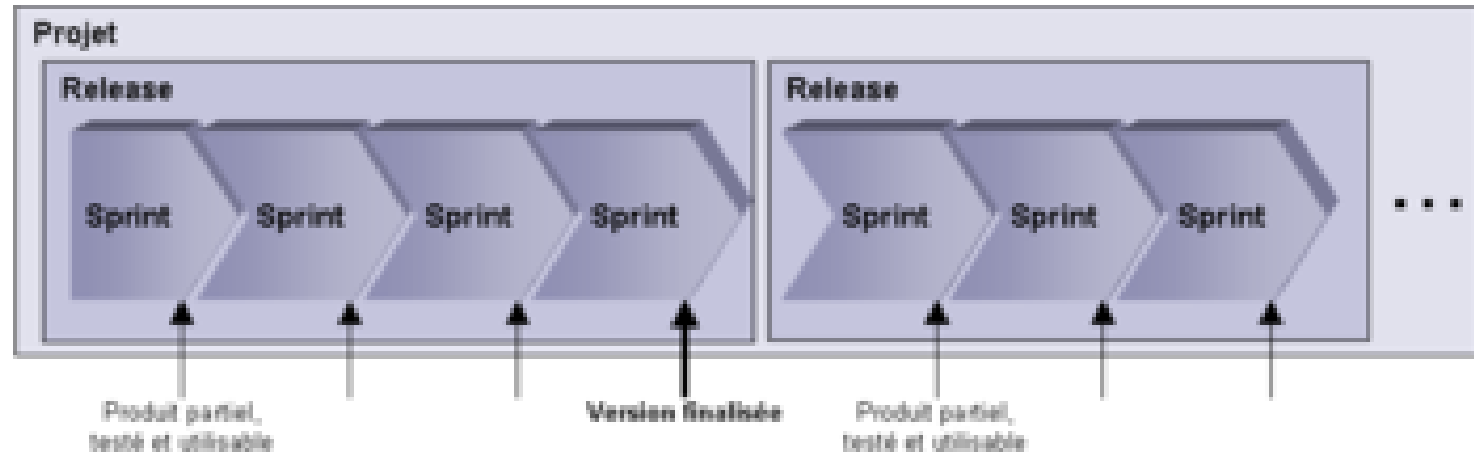 Projet
Release
Release
Sprint
Sprint
Sprint
Sprint
Sprint
Sprint
Sprint
...
Produit partiel,
testé et utilisable
Version finalisée
Produit partiel,
testé et utilisable